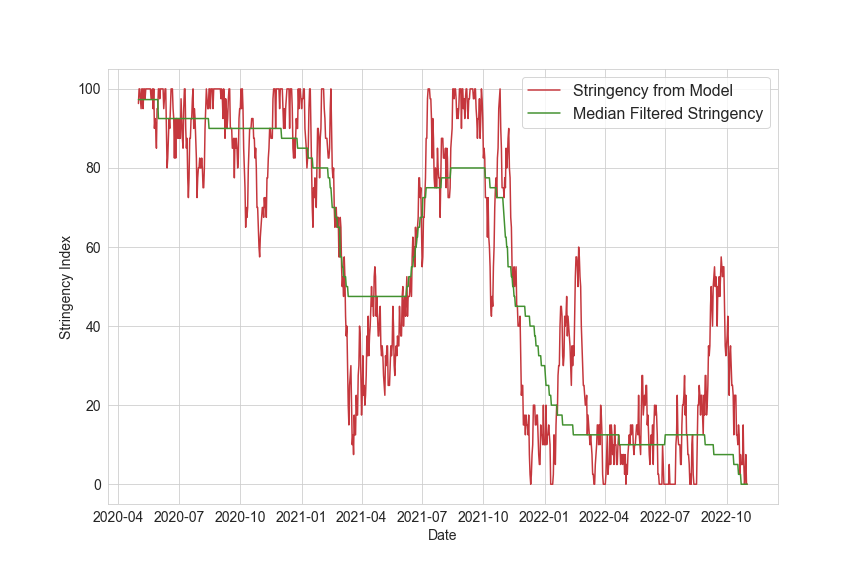 Stringency from Model
Median Filtered Stringency
100
80
60
40
20
0
Stringency Index
2020-04 2020-07 2020-10 2021-01 2021-04 2021-07 2021-10 2022-01 2022-04 2022-07 2022-10
Date